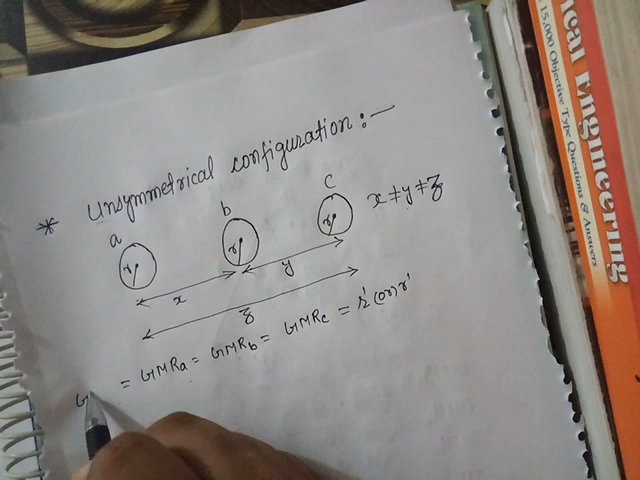 * Unsymmetrical configuration :-
a b c x ≠ y ≠ z
r r r
x y
z
G = GMRa = GMRb = GMRc = r' (or) r'
ical Engineering
15,000 Objective Type Questions & Answers